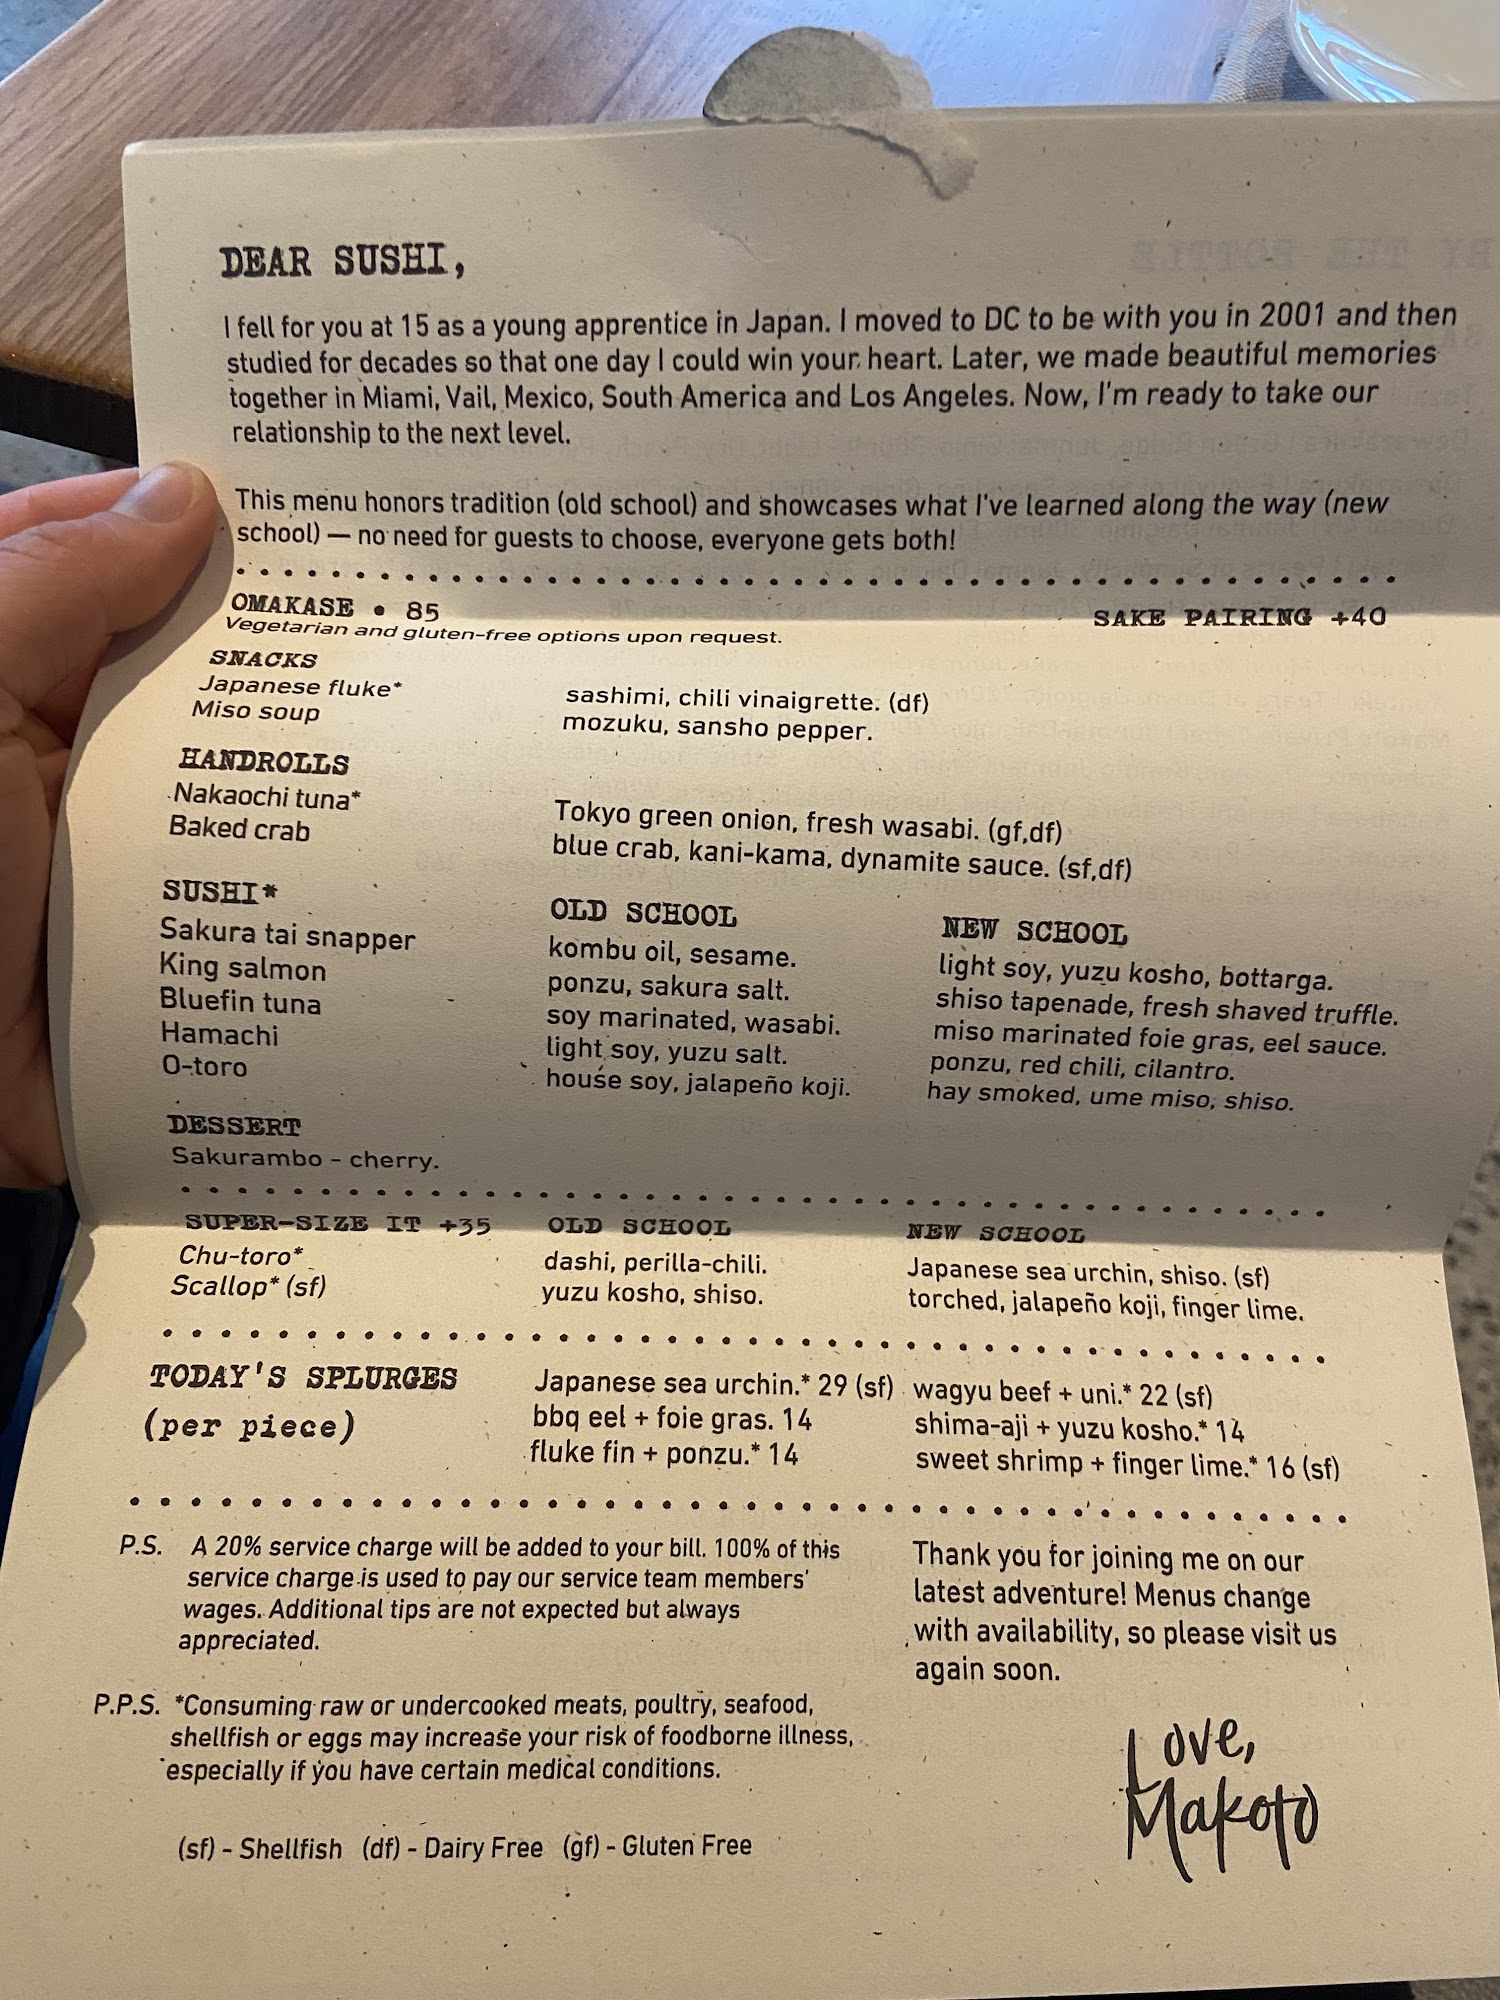 DEAR SUSHI,
I fell for you at 15 as a young apprentice in Japan. I moved to DC to be with you in 2001 and then
studied for decades so that one day I could win your heart. Later, we made beautiful memories
together in Miami, Vail, Mexico, South America and Los Angeles. Now, I'm ready to take our
relationship to the next level.
This menu honors tradition (old school) and showcases what I've learned along the way (new
school) — no need for guests to choose, everyone gets both!
OMAKASE • 85 SAKE PAIRING +40
Vegetarian and gluten-free options upon request.
SNACKS
Japanese fluke* sashimi, chili vinaigrette. (df)
Miso soup mozuku, sansho pepper.
HANDROLLS
Nakaochi tuna* Tokyo green onion, fresh wasabi. (gf,df)
Baked crab blue crab, kani-kama, dynamite sauce. (sf,df)
SUSHI* OLD SCHOOL NEW SCHOOL
Sakura tai snapper kombu oil, sesame. light soy, yuzu kosho, bottarga.
King salmon ponzu, sakura salt. shiso tapenade, fresh shaved truffle.
Bluefin tuna soy marinated, wasabi. miso marinated foie gras, eel sauce.
Hamachi light soy, yuzu salt. ponzu, red chili, cilantro.
O-toro house soy, jalapeño koji. hay smoked, ume miso, shiso.
DESSERT
Sakurambo - cherry.
SUPER-SIZE IT +35 OLD SCHOOL NEW SCHOOL
Chu-toro* dashi, perilla-chili. Japanese sea urchin, shiso. (sf)
Scallop* (sf) yuzu kosho, shiso. torched, jalapeño koji, finger lime.
TODAY'S SPLURGES Japanese sea urchin.* 29 (sf) wagyu beef + uni.* 22 (sf)
(per piece) bbq eel + foie gras. 14 shima-aji + yuzu kosho.* 14
fluke fin + ponzu.* 14 sweet shrimp + finger lime.* 16 (sf)
P.S. A 20% service charge will be added to your bill. 100% of this
service charge is used to pay our service team members'
wages. Additional tips are not expected but always
appreciated.
P.P.S. *Consuming raw or undercooked meats, poultry, seafood,
shellfish or eggs may increase your risk of foodborne illness,
especially if you have certain medical conditions.
(sf) - Shellfish (df) - Dairy Free (gf) - Gluten Free
Thank you for joining me on our
latest adventure! Menus change
with availability, so please visit us
again soon.
Love,
Makoto
BY THE BOTTLE